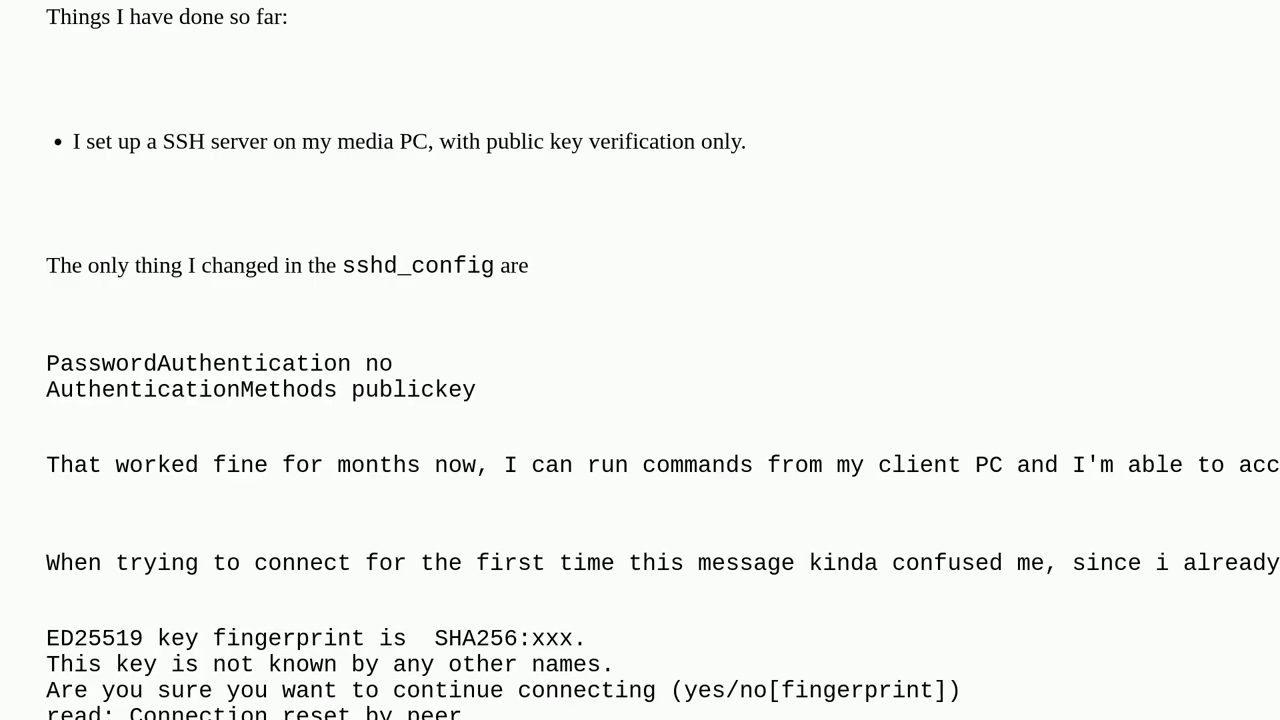 Things I have done so far:
• I set up a SSH server on my media PC, with public key verification only.
The only thing I changed in the sshd_config are
PasswordAuthentication no
AuthenticationMethods publickey
That worked fine for months now, I can run commands from my client PC and I'm able to acc
When trying to connect for the first time this message kinda confused me, since i already
ED25519 key fingerprint is  SHA256:xxx.
This key is not known by any other names.
Are you sure you want to continue connecting (yes/no[fingerprint])
read: Connection reset by peer